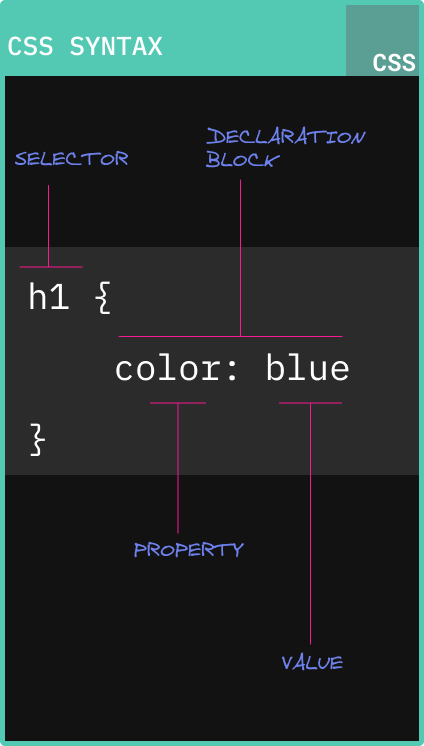 CSS SYNTAX
CSS
DECLARATION
BLOCK
SELECTOR
h1 {
color: blue
}
PROPERTY
VALUE